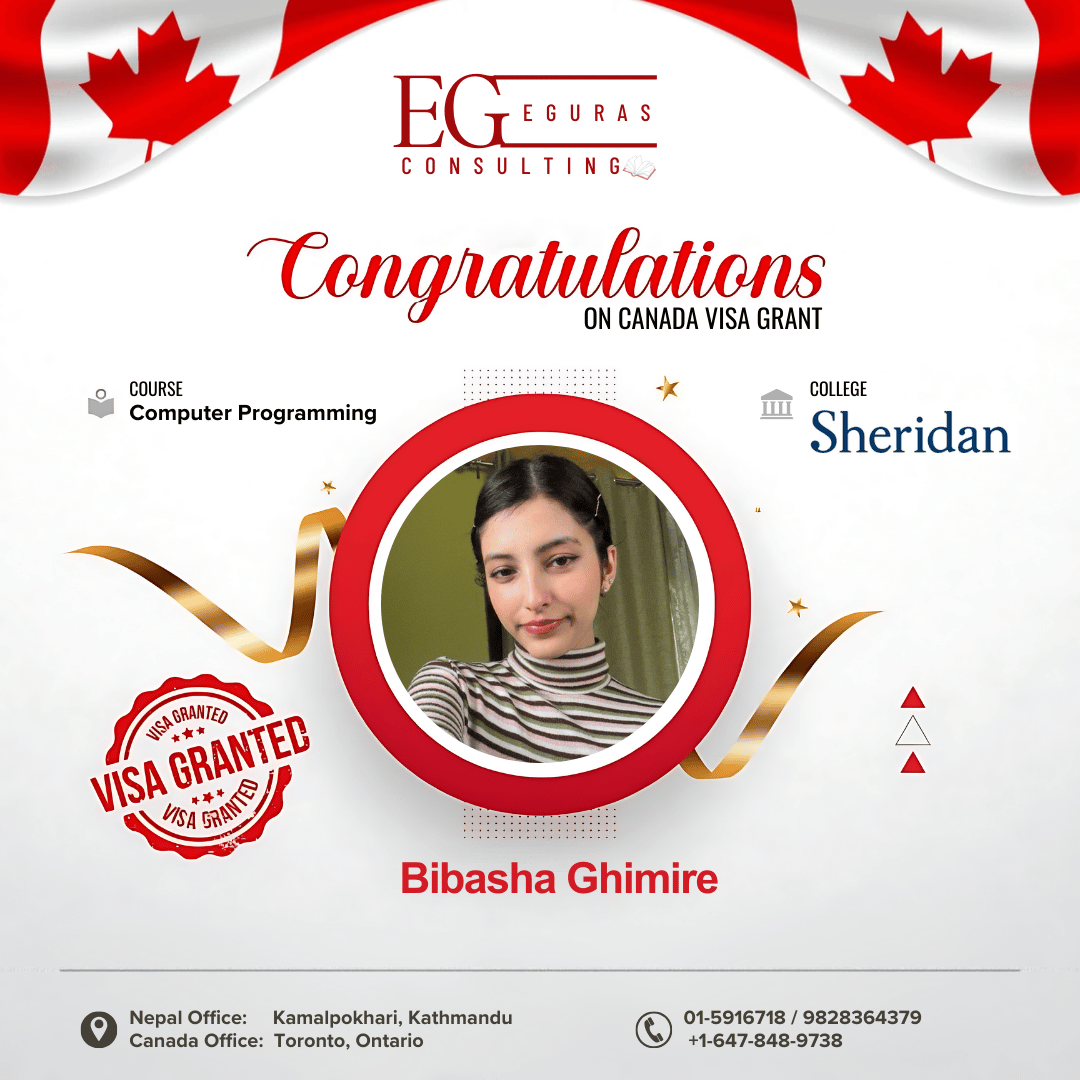 EG EGURAS
CONSULTING
Congratulations
ON CANADA VISA GRANT
COURSE
Computer Programming
COLLEGE
Sheridan
VISA GRANTED
VISA GRANTED
VISA GRANTED
Bibasha Ghimire
Nepal Office: Kamalpokhari, Kathmandu
Canada Office: Toronto, Ontario
01-5916718 / 9828364379
+1-647-848-9738